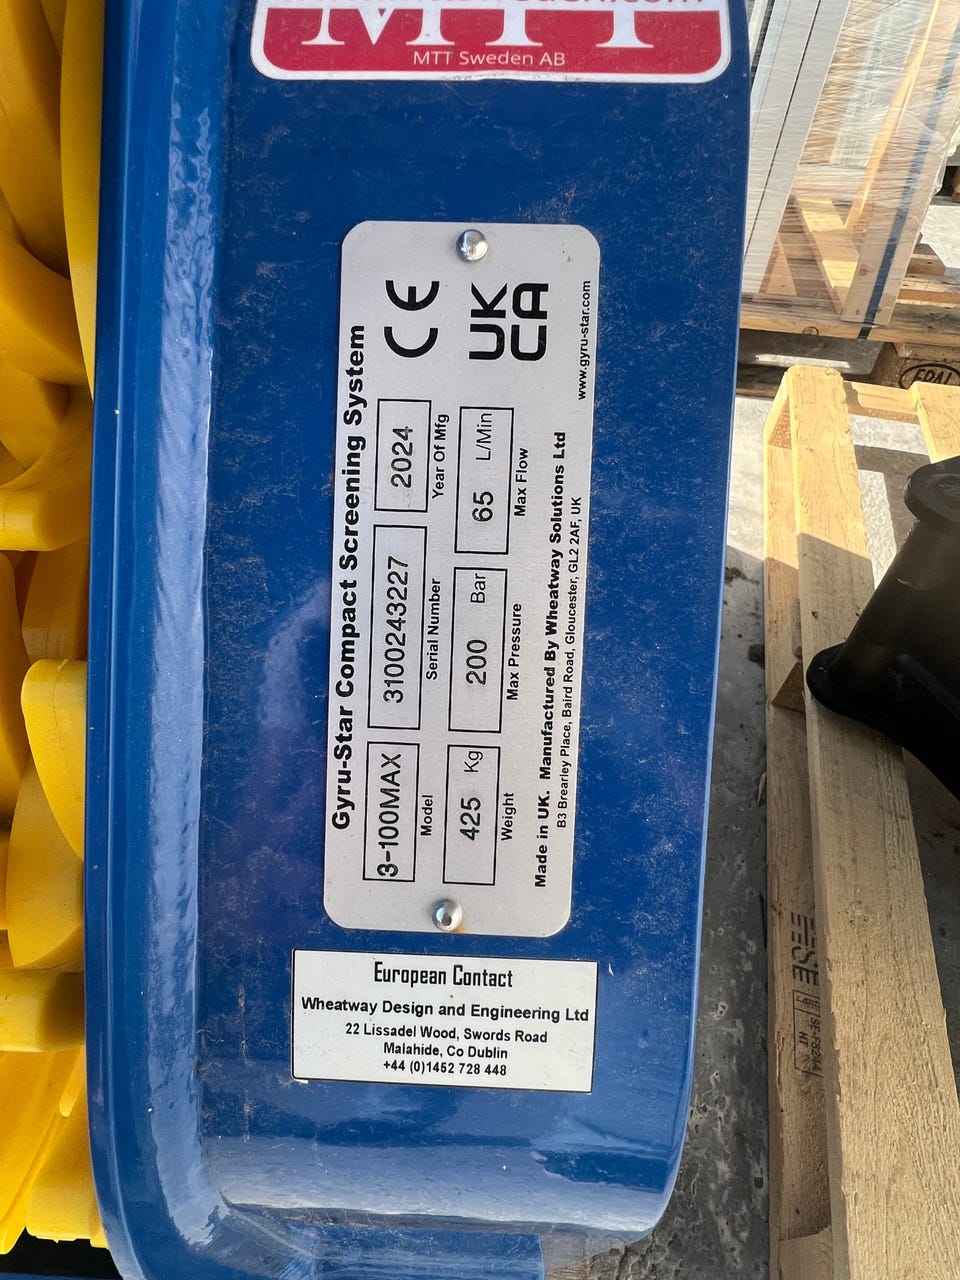 MTT
MTT Sweden AB
Gyru-Star Compact Screening System
3-100MAX
Model
3100243227
Serial Number
2024
Year Of Mfg
CE
425 Kg
Weight
200 Bar
Max Pressure
65 L/Min
Max Flow
UK
CA
Made in UK. Manufactured By Wheatway Solutions Ltd
B3 Brearley Place, Baird Road, Gloucester, GL2 2AF, UK
www.gyru-star.com
European Contact
Wheatway Design and Engineering Ltd
22 Lissadel Wood, Swords Road
Malahide, Co Dublin
+44 (0)1452 728 448
EPAL
SE
HT